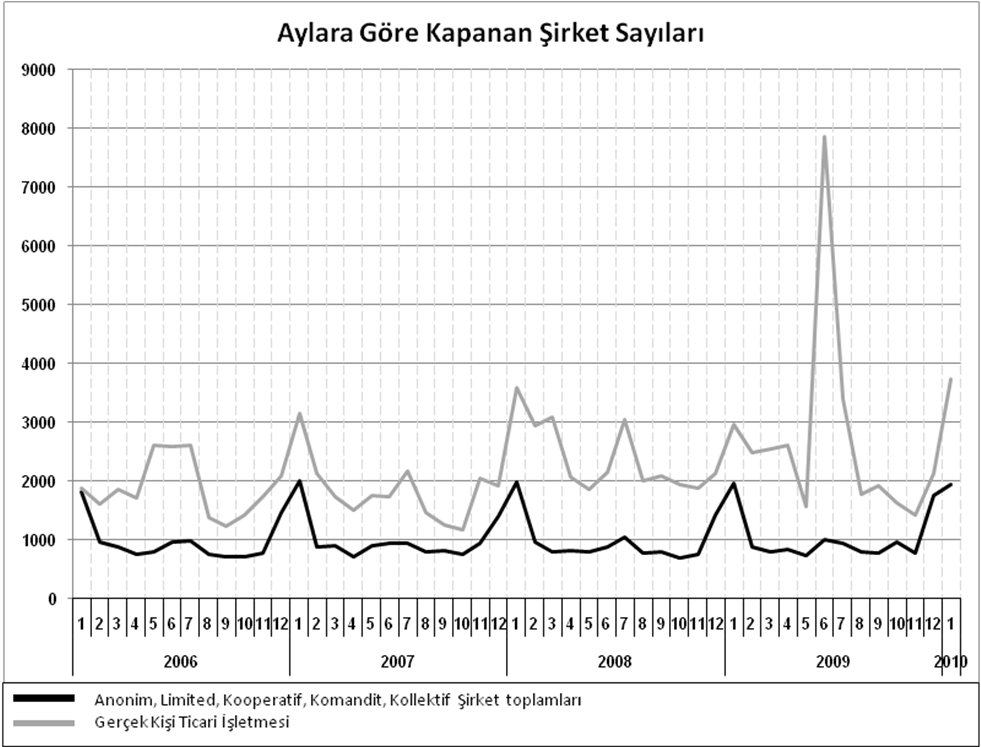 Aylara Göre Kapanan Şirket Sayıları
9000
8000
7000
6000
5000
4000
3000
2000
1000
0
1 2 3 4 5 6 7 8 9 10 11 12 1 2 3 4 5 6 7 8 9 10 11 12 1 2 3 4 5 6 7 8 9 10 11 12 1 2 3 4 5 6 7 8 9 10 11 12 1
2006 2007 2008 2009 2010
Anonim, Limited, Kooperatif, Komandit, Kollektif Şirket toplamları
Gerçek Kişi Ticari İşletmesi